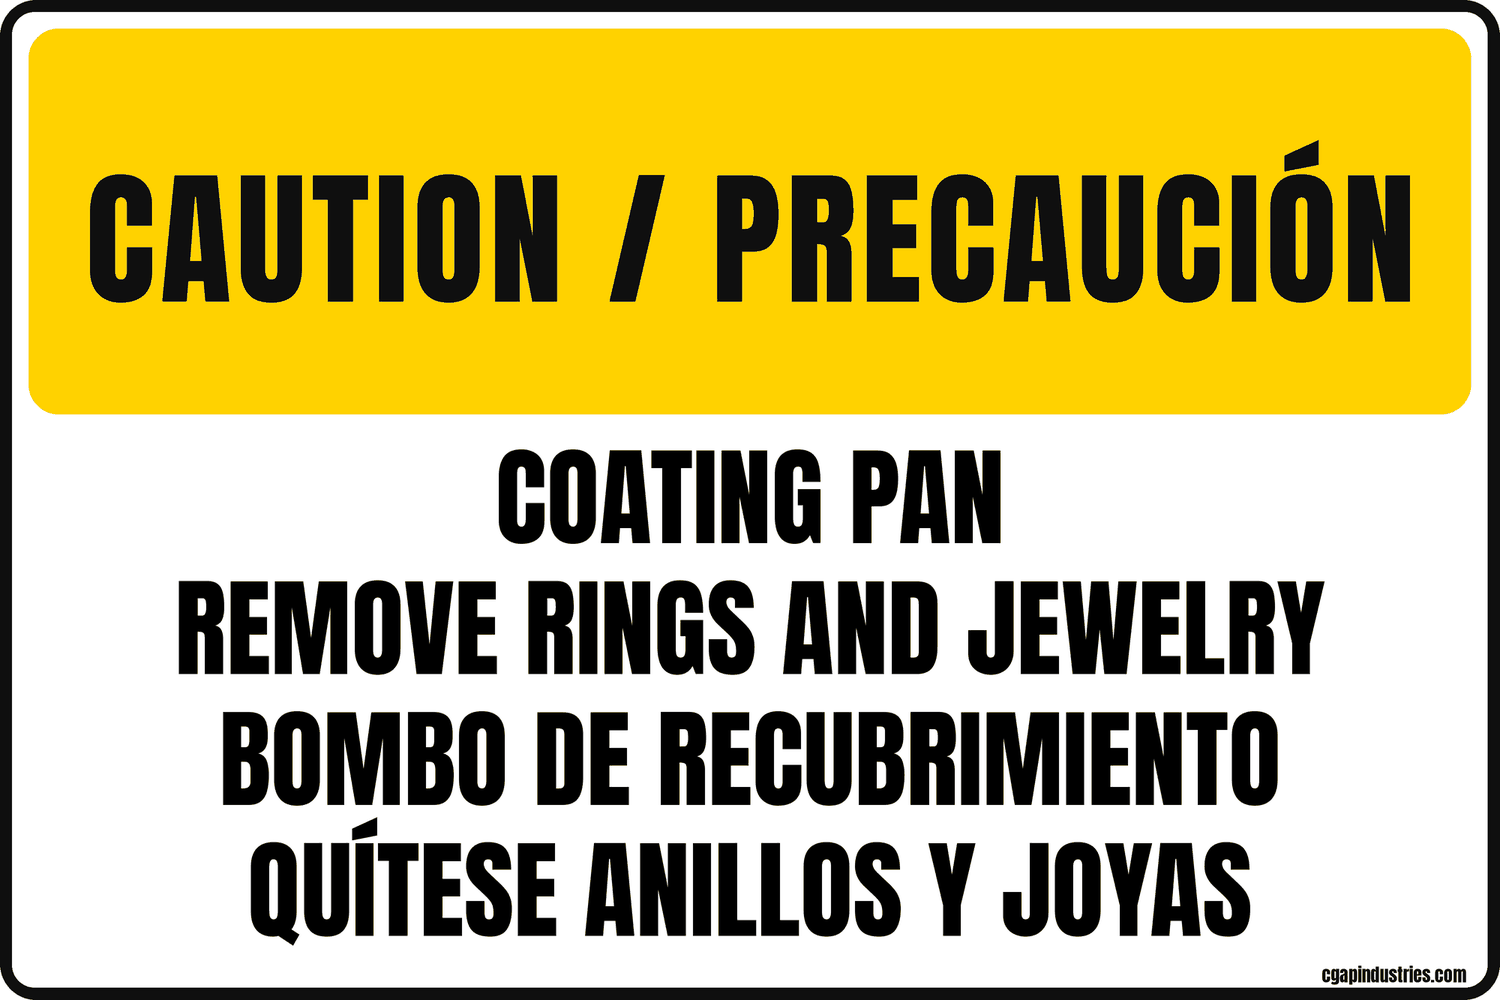 CAUTION / PRECAUCIÓN
COATING PAN
REMOVE RINGS AND JEWELRY
BOMBO DE RECUBRIMIENTO
QUÍTESE ANILLOS Y JOYAS
cgapindustries.com